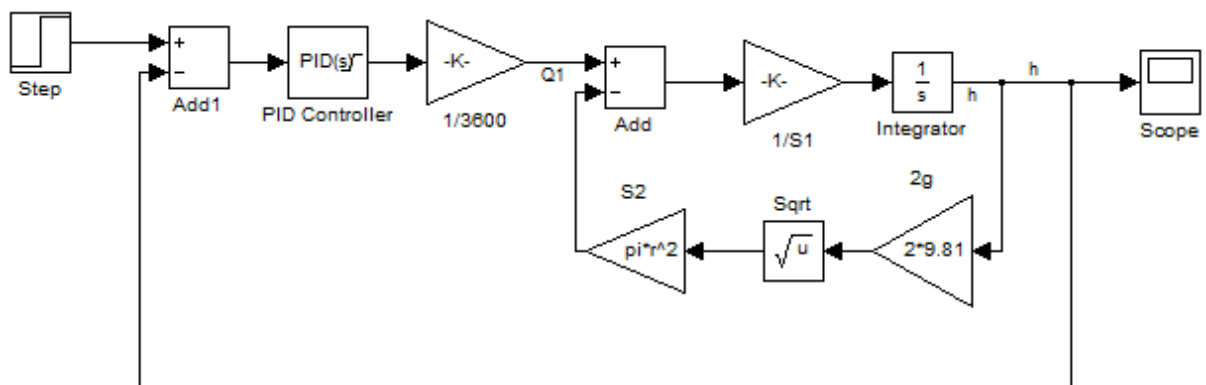 Step
+
−
Add1
PID(s)
PID Controller
-K-
1/3600
Q1
+
−
Add
-K-
1/S1
1
s
Integrator
h
h
Scope
S2
pi*r^2
Sqrt
√u
2g
2*9.81